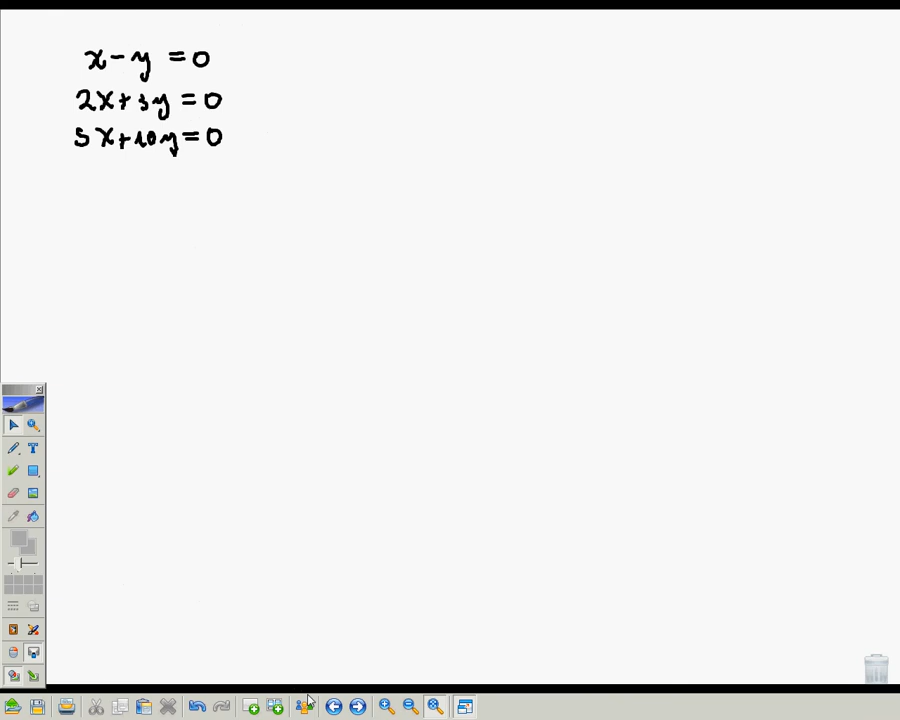 x - y = 0
2x + 3y = 0
5x + 10y = 0